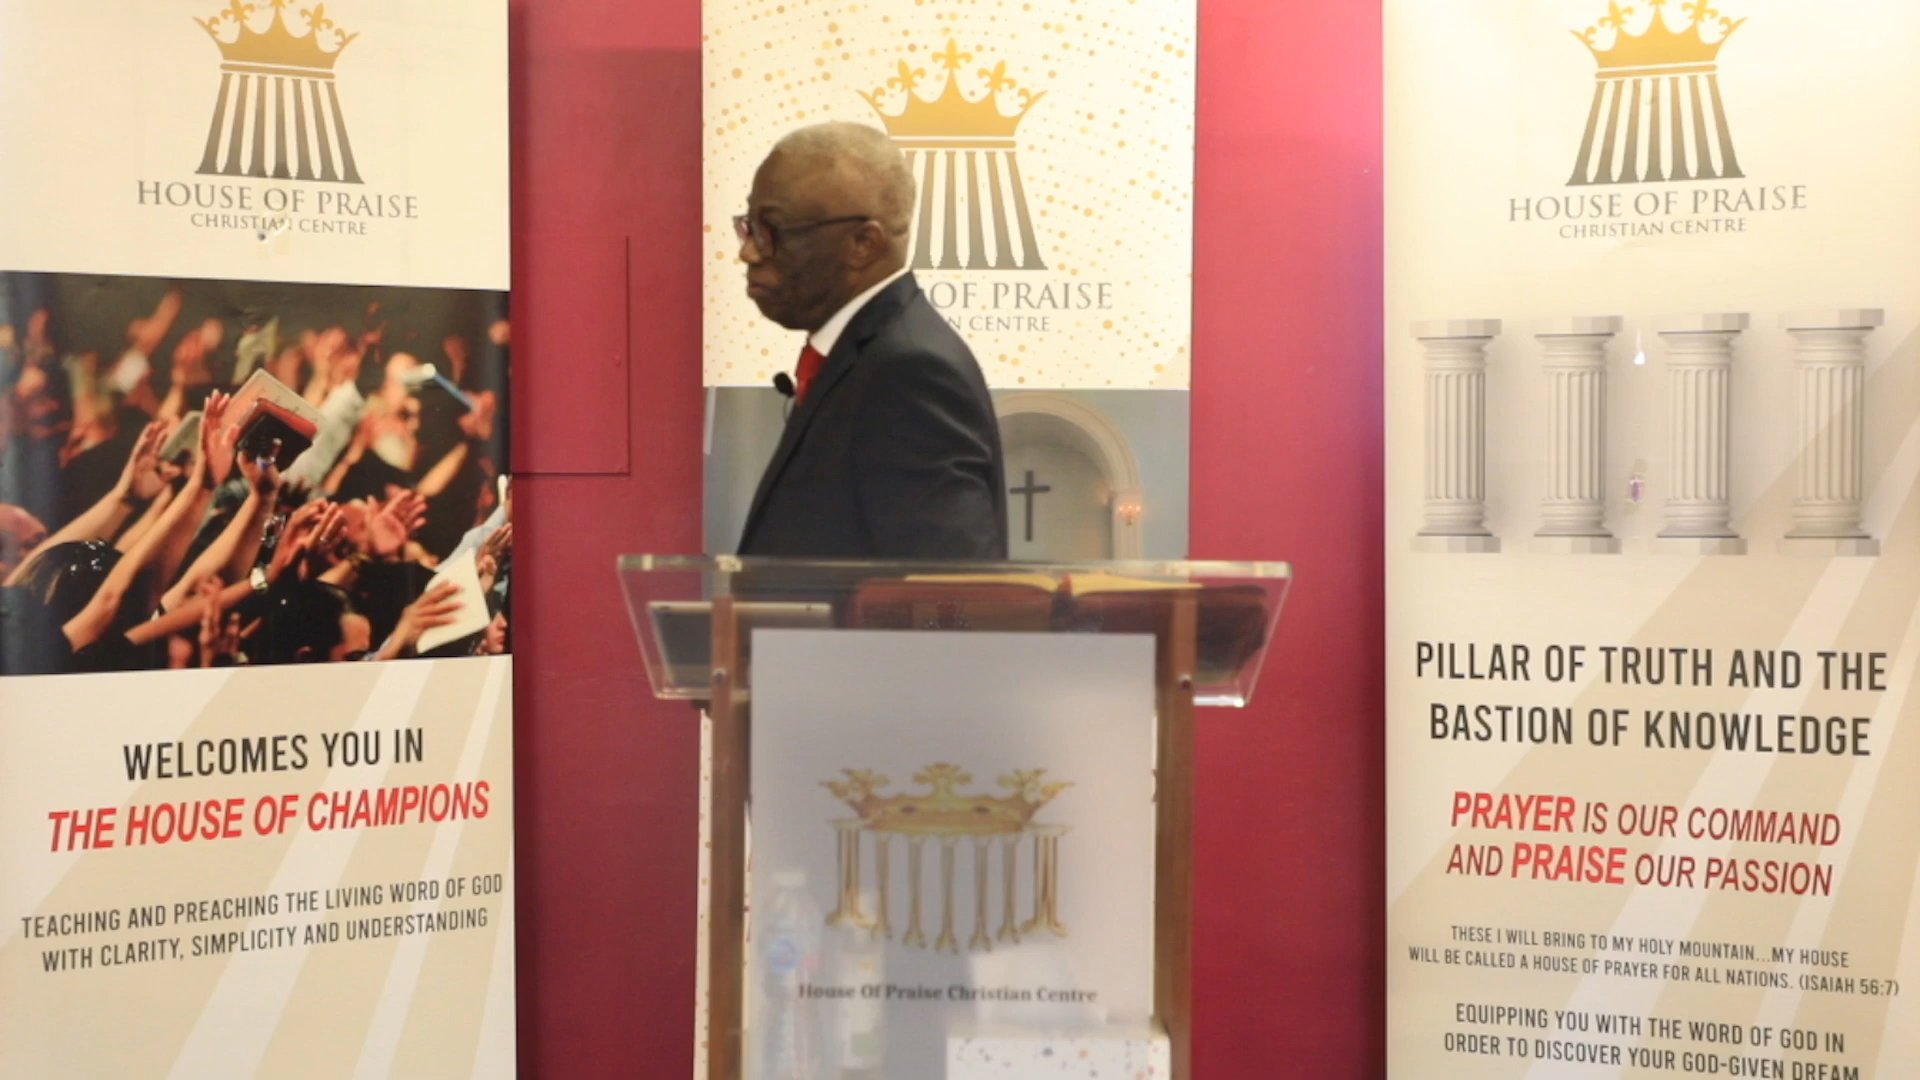 HOUSE OF PRAISE
CHRISTIAN CENTRE
WELCOMES YOU IN
THE HOUSE OF CHAMPIONS
TEACHING AND PREACHING THE LIVING WORD OF GOD
WITH CLARITY, SIMPLICITY AND UNDERSTANDING
OF PRAISE
CENTRE
House Of Praise Christian Centre
HOUSE OF PRAISE
CHRISTIAN CENTRE
PILLAR OF TRUTH AND THE
BASTION OF KNOWLEDGE
PRAYER IS OUR COMMAND
AND PRAISE OUR PASSION
THESE I WILL BRING TO MY HOLY MOUNTAIN...MY HOUSE
WILL BE CALLED A HOUSE OF PRAYER FOR ALL NATIONS. (ISAIAH 56:7)
EQUIPPING YOU WITH THE WORD OF GOD IN
ORDER TO DISCOVER YOUR GOD-GIVEN DREAM